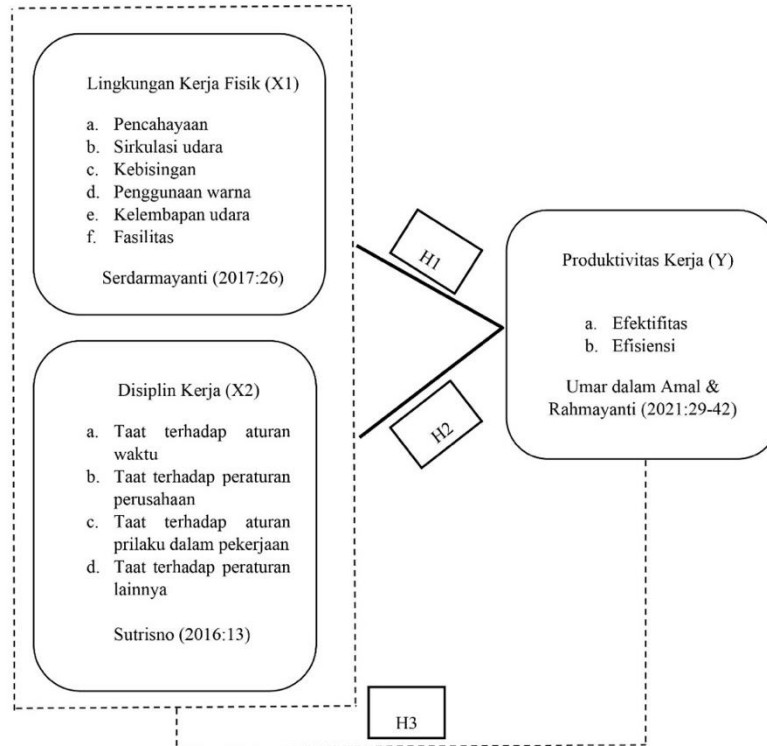 Lingkungan Kerja Fisik (X1)
a. Pencahayaan
b. Sirkulasi udara
c. Kebisingan
d. Penggunaan warna
e. Kelembapan udara
f. Fasilitas
Serdarmayanti (2017:26)
Disiplin Kerja (X2)
a. Taat terhadap aturan
waktu
b. Taat terhadap peraturan
perusahaan
c. Taat terhadap aturan
prilaku dalam pekerjaan
d. Taat terhadap peraturan
lainnya
Sutrisno (2016:13)
H1
H2
Produktivitas Kerja (Y)
a. Efektifitas
b. Efisiensi
Umar dalam Amal &
Rahmayanti (2021:29-42)
H3